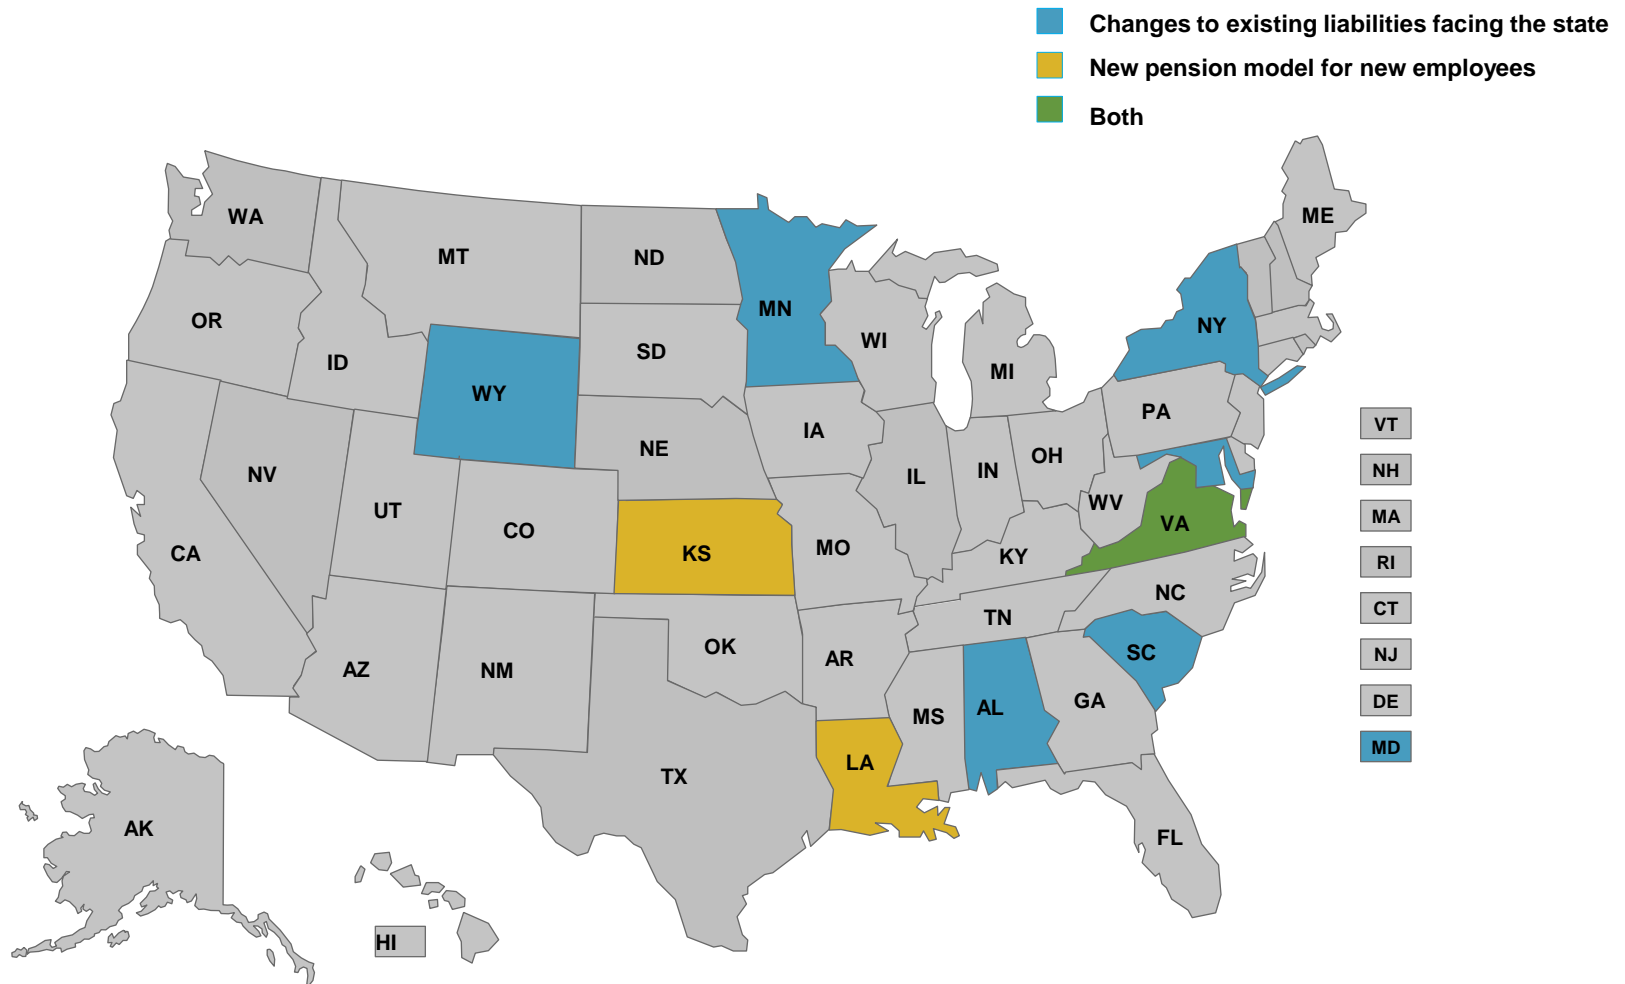 Changes to existing liabilities facing the state
New pension model for new employees
Both
WA
ME
MT
ND
MN
OR
NY
WI
SD
ID
MI
WY
PA
VT
IA
NE
OH
NH
IN
NV
IL
WV
UT
MA
CO
VA
CA
KS
MO
KY
RI
NC
CT
TN
OK
SC
NJ
AR
AZ
NM
GA
DE
AL
MS
MD
LA
TX
AK
FL
HI